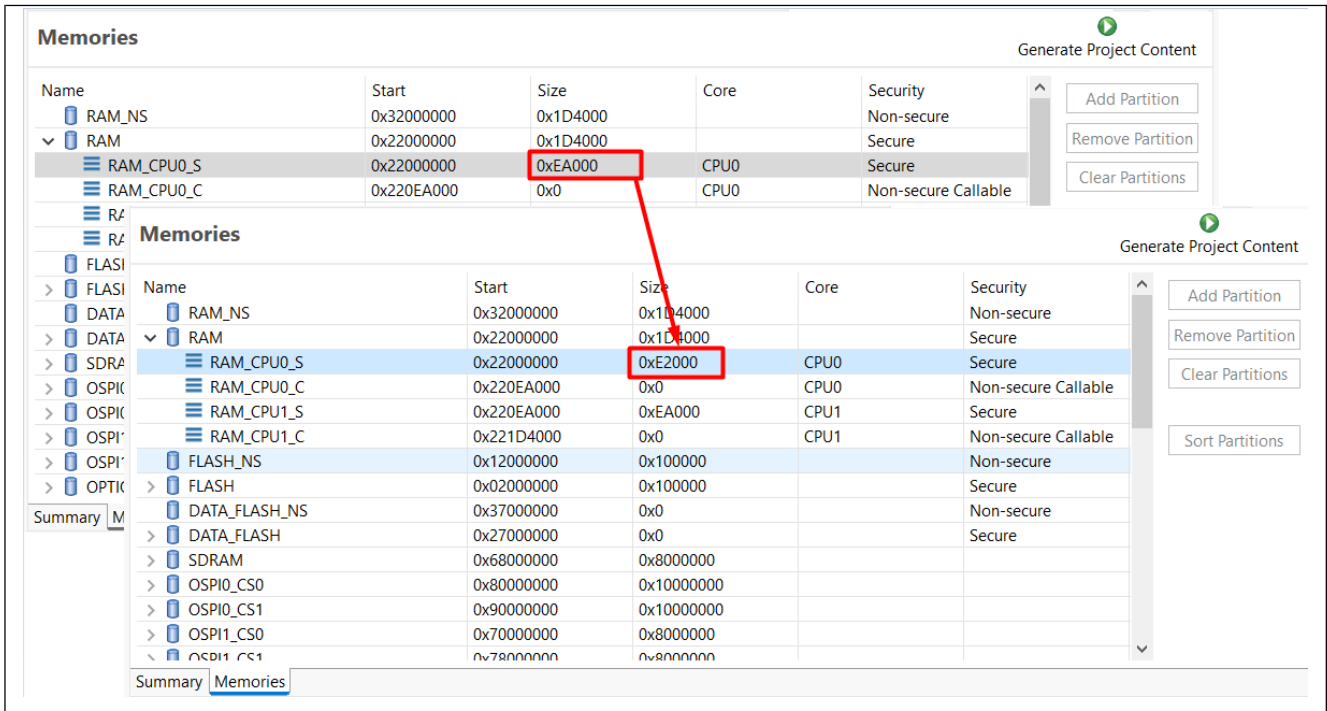 Memories
Generate Project Content
Name Start Size Core Security
RAM_NS 0x32000000 0x1D4000 Non-secure
Add Partition
RAM 0x22000000 0x1D4000 Secure
Remove Partition
RAM_CPU0_S 0x22000000 0xEA000 CPU0 Secure
Clear Partitions
RAM_CPU0_C 0x220EA000 0x0 CPU0 Non-secure Callable
Summary
Memories
Generate Project Content
Name Start Size Core Security
RAM_NS 0x32000000 0x1D4000 Non-secure
Add Partition
RAM 0x22000000 0x1D4000 Secure
Remove Partition
RAM_CPU0_S 0x22000000 0xE2000 CPU0 Secure
Clear Partitions
RAM_CPU0_C 0x220EA000 0x0 CPU0 Non-secure Callable
RAM_CPU1_S 0x220EA000 0xEA000 CPU1 Secure
RAM_CPU1_C 0x221D4000 0x0 CPU1 Non-secure Callable
Sort Partitions
FLASH_NS 0x12000000 0x100000 Non-secure
FLASH 0x02000000 0x100000 Secure
DATA_FLASH_NS 0x37000000 0x0 Non-secure
DATA_FLASH 0x27000000 0x0 Secure
SDRAM 0x68000000 0x8000000
OSPI0_CS0 0x80000000 0x10000000
OSPI0_CS1 0x90000000 0x10000000
OSPI1_CS0 0x70000000 0x8000000
OSPI1_CS1 0x78000000 0x8000000
Summary Memories